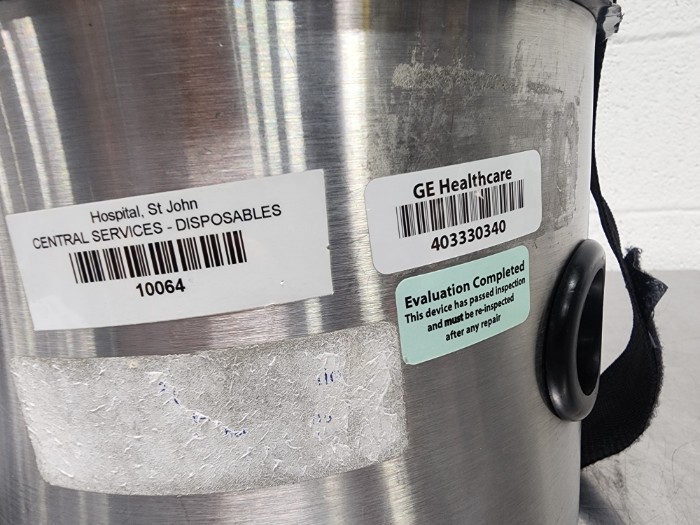 Hospital, St John
CENTRAL SERVICES - DISPOSABLES
10064
GE Healthcare
403330340
Evaluation Completed
This device has passed inspection
and must be re-inspected
after any repair